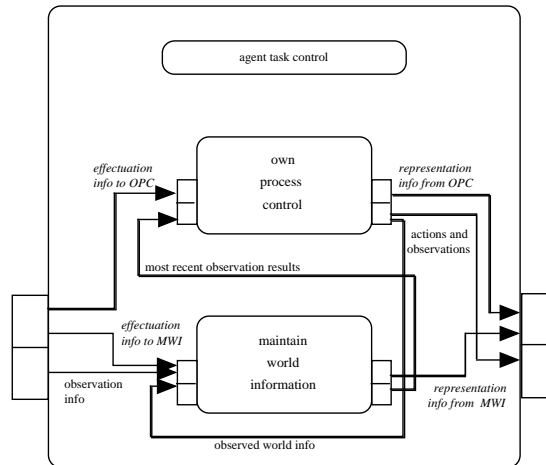 agent task control
effectuation
info to OPC
own
process
control
representation
info from OPC
actions and
observations
most recent observation results
effectuation
info to MWI
observation
info
maintain
world
information
representation
info from MWI
observed world info